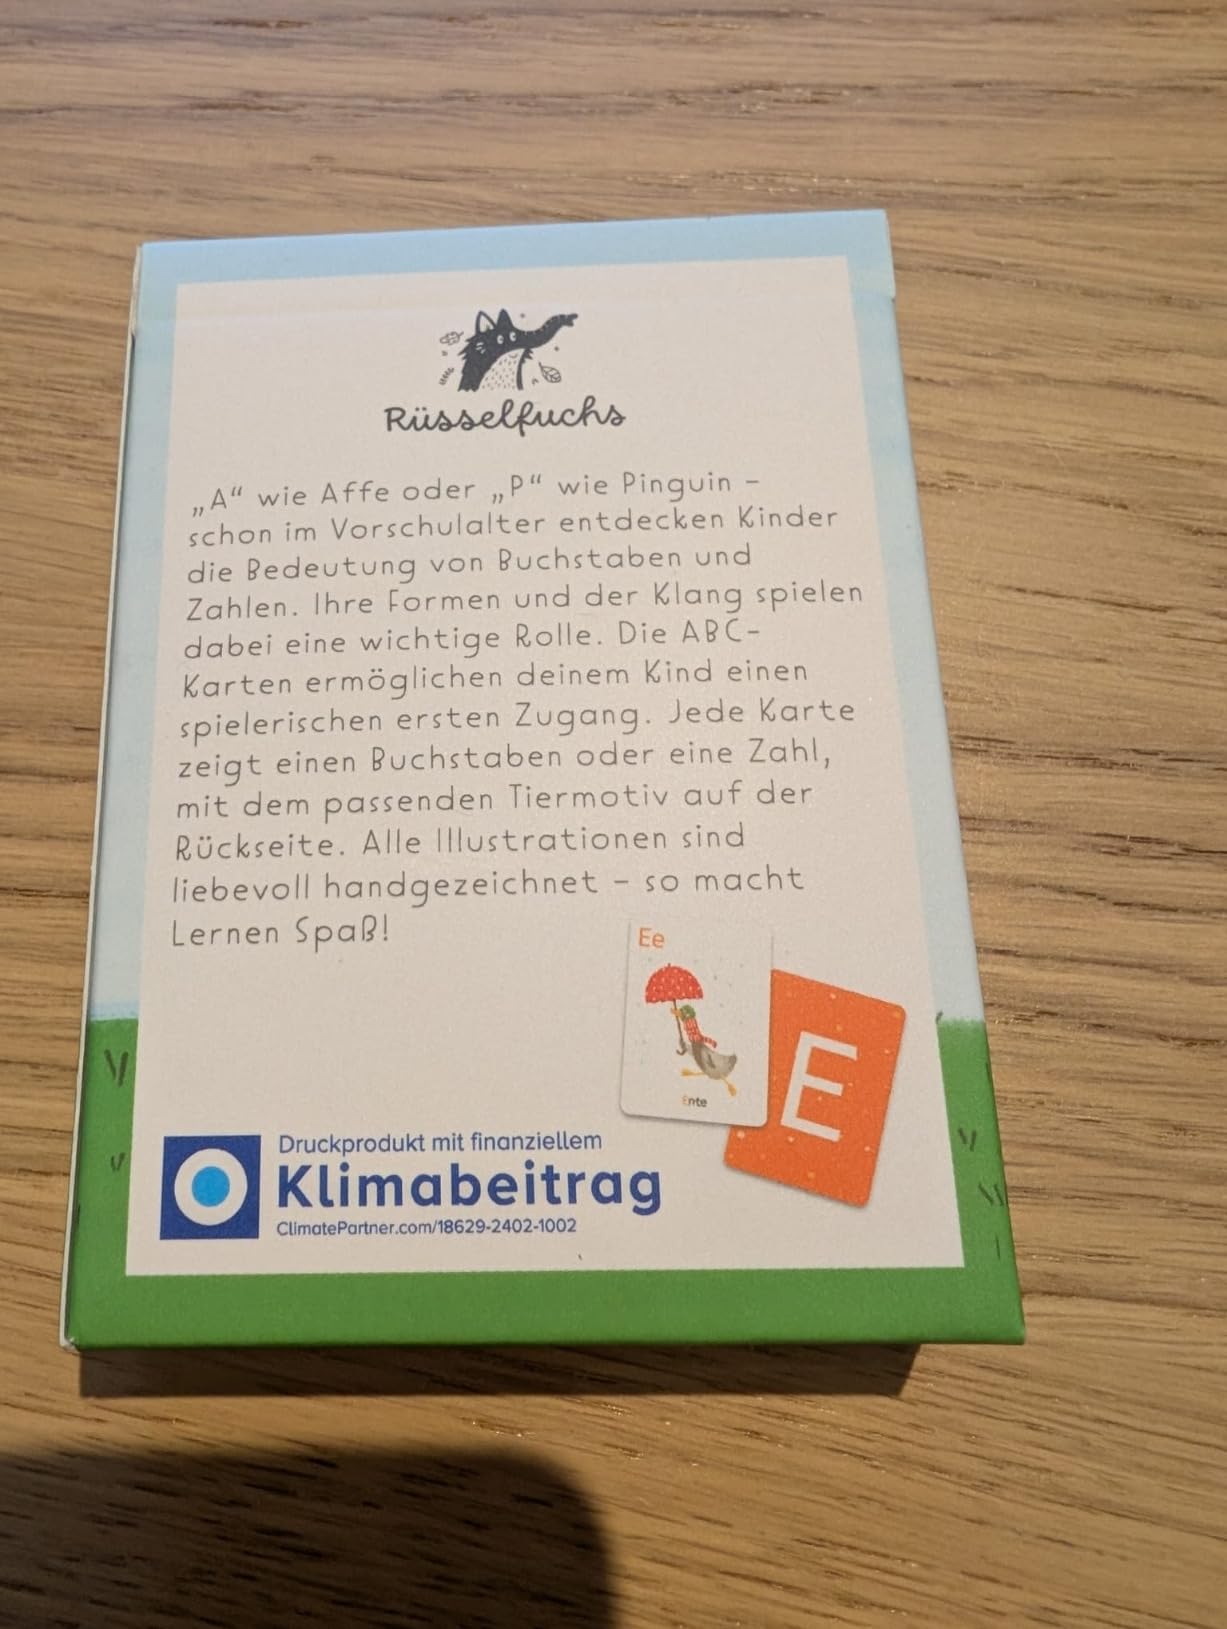 Rüsselfuchs
„A“ wie Affe oder „P“ wie Pinguin –
schon im Vorschulalter entdecken Kinder
die Bedeutung von Buchstaben und
Zahlen. Ihre Formen und der Klang spielen
dabei eine wichtige Rolle. Die ABC-
Karten ermöglichen deinem Kind einen
spielerischen ersten Zugang. Jede Karte
zeigt einen Buchstaben oder eine Zahl,
mit dem passenden Tiermotiv auf der
Rückseite. Alle Illustrationen sind
liebevoll handgezeichnet – so macht
Lernen Spaß!
Ee
Ente
E
Druckprodukt mit finanziellem
Klimabeitrag
ClimatePartner.com/18629-2402-1002